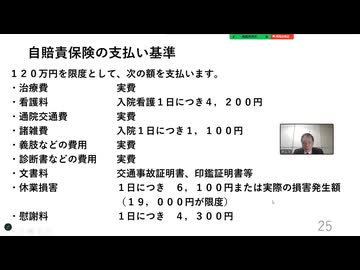 自賠責保険の支払い基準
１２０万円を限度として、次の額を支払います。
・治療費　実費
・看護料　入院看護１日につき４，２００円
・通院交通費　実費
・諸雑費　入院１日につき１，１００円
・義肢などの費用　実費
・診断書などの費用　実費
・文書料　交通事故証明書、印鑑証明書等
・休業損害　１日につき　６，１００円または実際の損害発生額
（１９，０００円が限度）
・慰謝料　１日につき　４，３００円
25